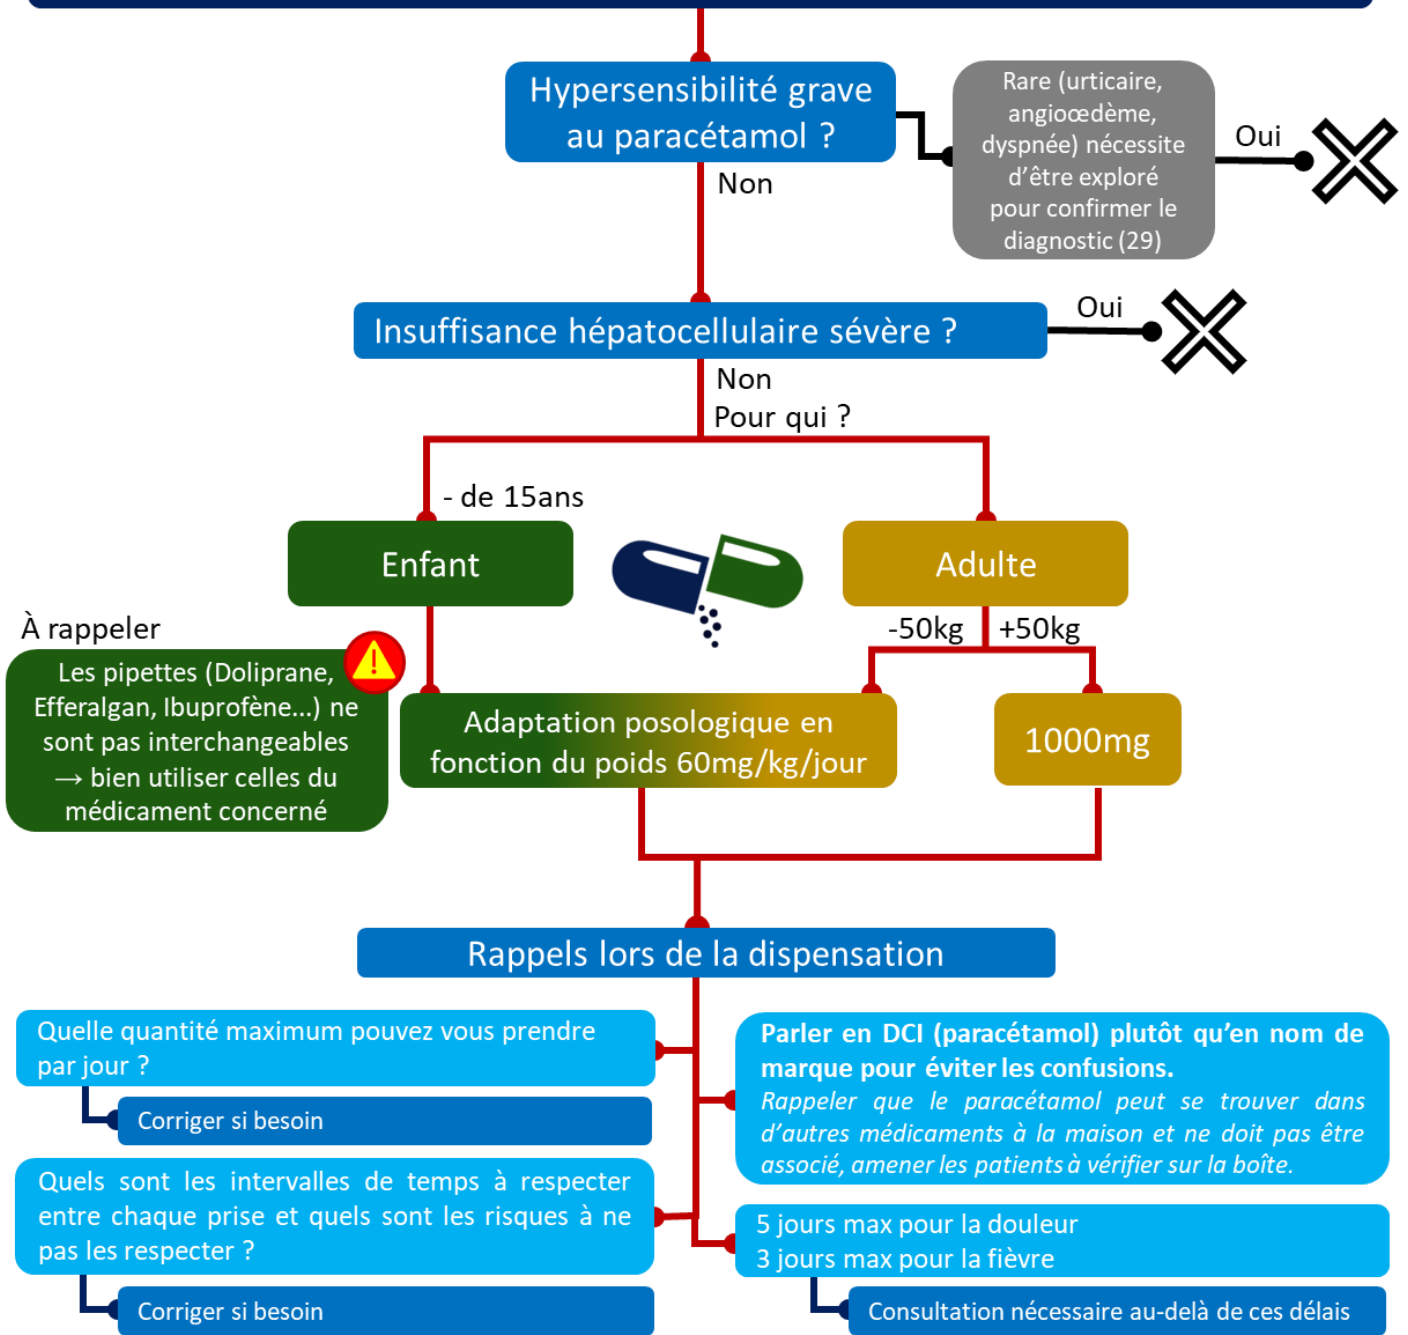 Hypersensibilité grave
au paracétamol ?
Rare (urticaire,
angioœdème,
dyspnée) nécessite
d'être exploré
pour confirmer le
diagnostic (29)
Oui
Non
Insuffisance hépatocellulaire sévère ?
Oui
Non
Pour qui ?
- de 15ans
Enfant
Adulte
-50kg
+50kg
À rappeler
Les pipettes (Doliprane,
Efferalgan, Ibuprofène...) ne
sont pas interchangeables
→ bien utiliser celles du
médicament concerné
Adaptation posologique en
fonction du poids 60mg/kg/jour
1000mg
Rappels lors de la dispensation
Quelle quantité maximum pouvez vous prendre
par jour ?
Corriger si besoin
Quels sont les intervalles de temps à respecter
entre chaque prise et quels sont les risques à ne
pas les respecter ?
Corriger si besoin
Parler en DCI (paracétamol) plutôt qu'en nom de
marque pour éviter les confusions.
Rappeler que le paracétamol peut se trouver dans
d'autres médicaments à la maison et ne doit pas être
associé, amener les patients à vérifier sur la boîte.
5 jours max pour la douleur
3 jours max pour la fièvre
Consultation nécessaire au-delà de ces délais